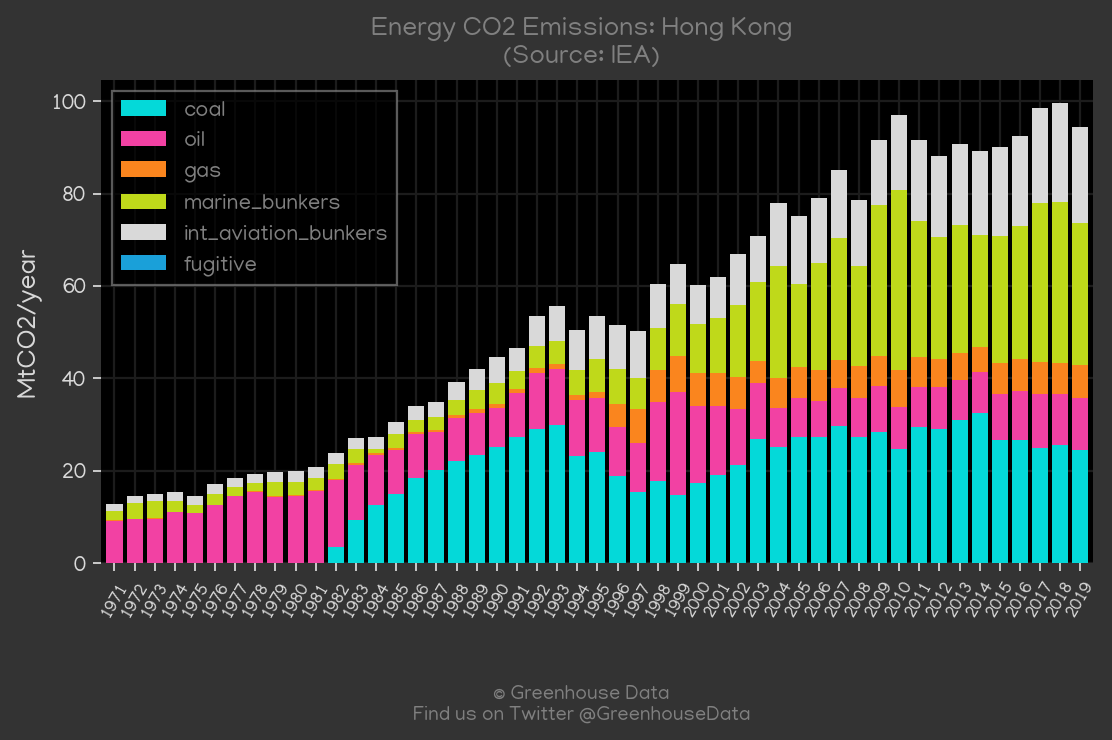 Energy CO2 Emissions: Hong Kong
(Source: IEA)
MtCO2/year
100
80
60
40
20
0
coal
oil
gas
marine_bunkers
int_aviation_bunkers
fugitive
1971 1972 1973 1974 1975 1976 1977 1978 1979 1980 1981 1982 1983 1984 1985 1986 1987 1988 1989 1990 1991 1992 1993 1994 1995 1996 1997 1998 1999 2000 2001 2002 2003 2004 2005 2006 2007 2008 2009 2010 2011 2012 2013 2014 2015 2016 2017 2018 2019
© Greenhouse Data
Find us on Twitter @GreenhouseData